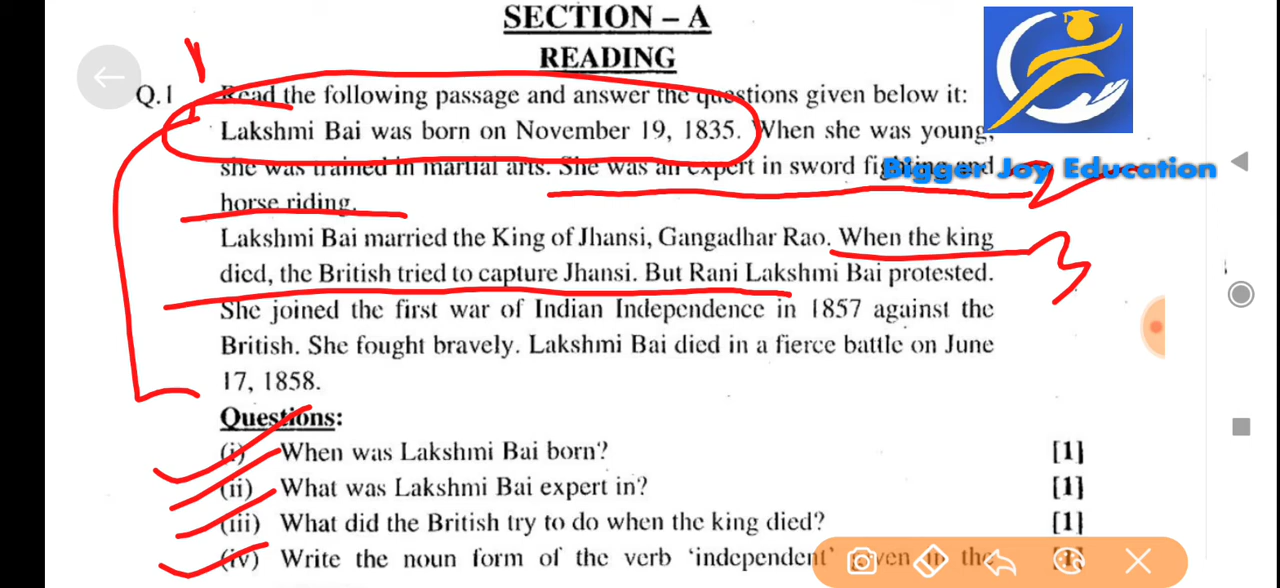 SECTION – A
READING
Q.1 Read the following passage and answer the questions given below it:
Lakshmi Bai was born on November 19, 1835. When she was young,
she was trained in martial arts. She was an expert in sword fighting and
Bigger Joy Education
horse riding.
Lakshmi Bai married the King of Jhansi, Gangadhar Rao. When the king
died, the British tried to capture Jhansi. But Rani Lakshmi Bai protested.
She joined the first war of Indian Independence in 1857 against the
British. She fought bravely. Lakshmi Bai died in a fierce battle on June
17, 1858.
Questions:
(i) When was Lakshmi Bai born? [1]
(ii) What was Lakshmi Bai expert in? [1]
(iii) What did the British try to do when the king died? [1]
(iv) Write the noun form of the verb ‘independent’ given in the